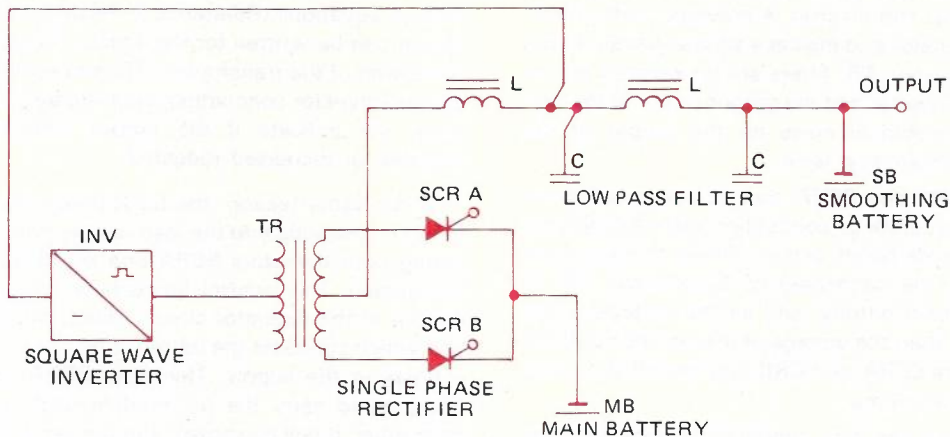 L
L
OUTPUT
C
C
LOW PASS FILTER
SB
SMOOTHING
BATTERY
SCR A
INV
TR
SCR B
SQUARE WAVE
INVERTER
SINGLE PHASE
RECTIFIER
MB
MAIN BATTERY